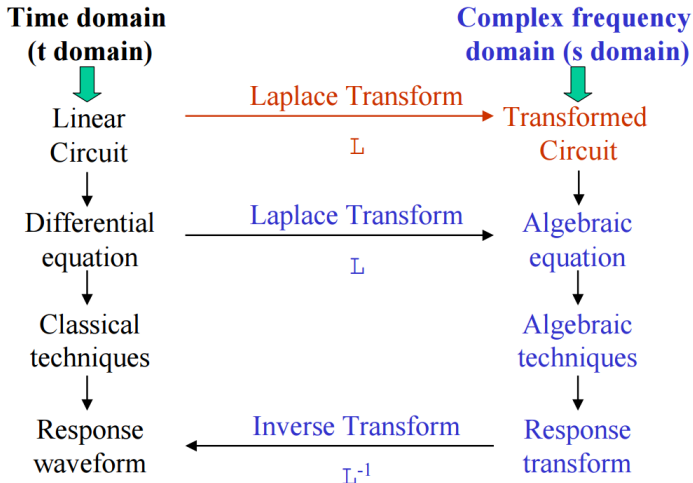 Time domain
(t domain)
Complex frequency
domain (s domain)
Linear
Circuit
Laplace Transform
L
Transformed
Circuit
Differential
equation
Laplace Transform
L
Algebraic
equation
Classical
techniques
Algebraic
techniques
Response
waveform
Inverse Transform
L-1
Response
transform